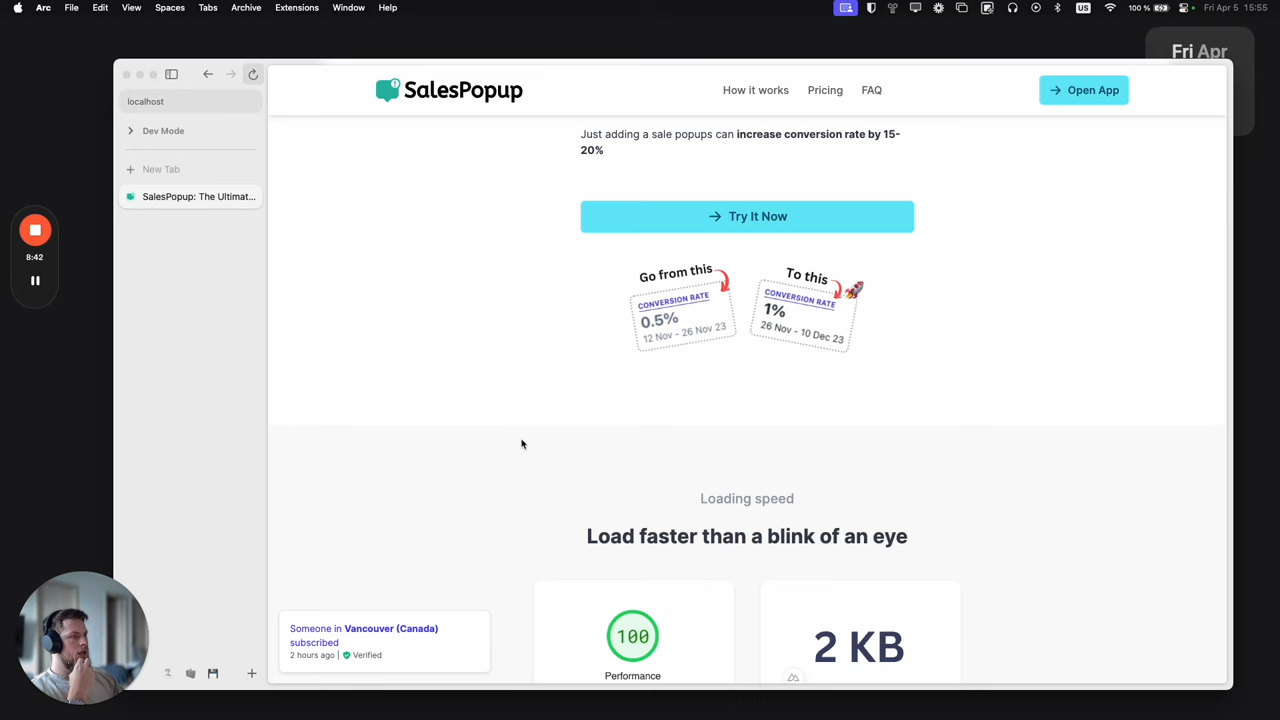 Arc File Edit View Spaces Tabs Archive Extensions Window Help
US 100 % Fri Apr 5 15:55
Fri Apr
localhost
Dev Mode
New Tab
SalesPopup: The Ultimat...
8:42
SalesPopup
How it works Pricing FAQ
Open App
Just adding a sale popups can increase conversion rate by 15-
20%
Try It Now
Go from this
CONVERSION RATE
0.5%
12 Nov - 26 Nov 23
To this
CONVERSION RATE
1%
26 Nov - 10 Dec 23
Loading speed
Load faster than a blink of an eye
100
Performance
2 KB
Someone in Vancouver (Canada)
subscribed
2 hours ago | Verified